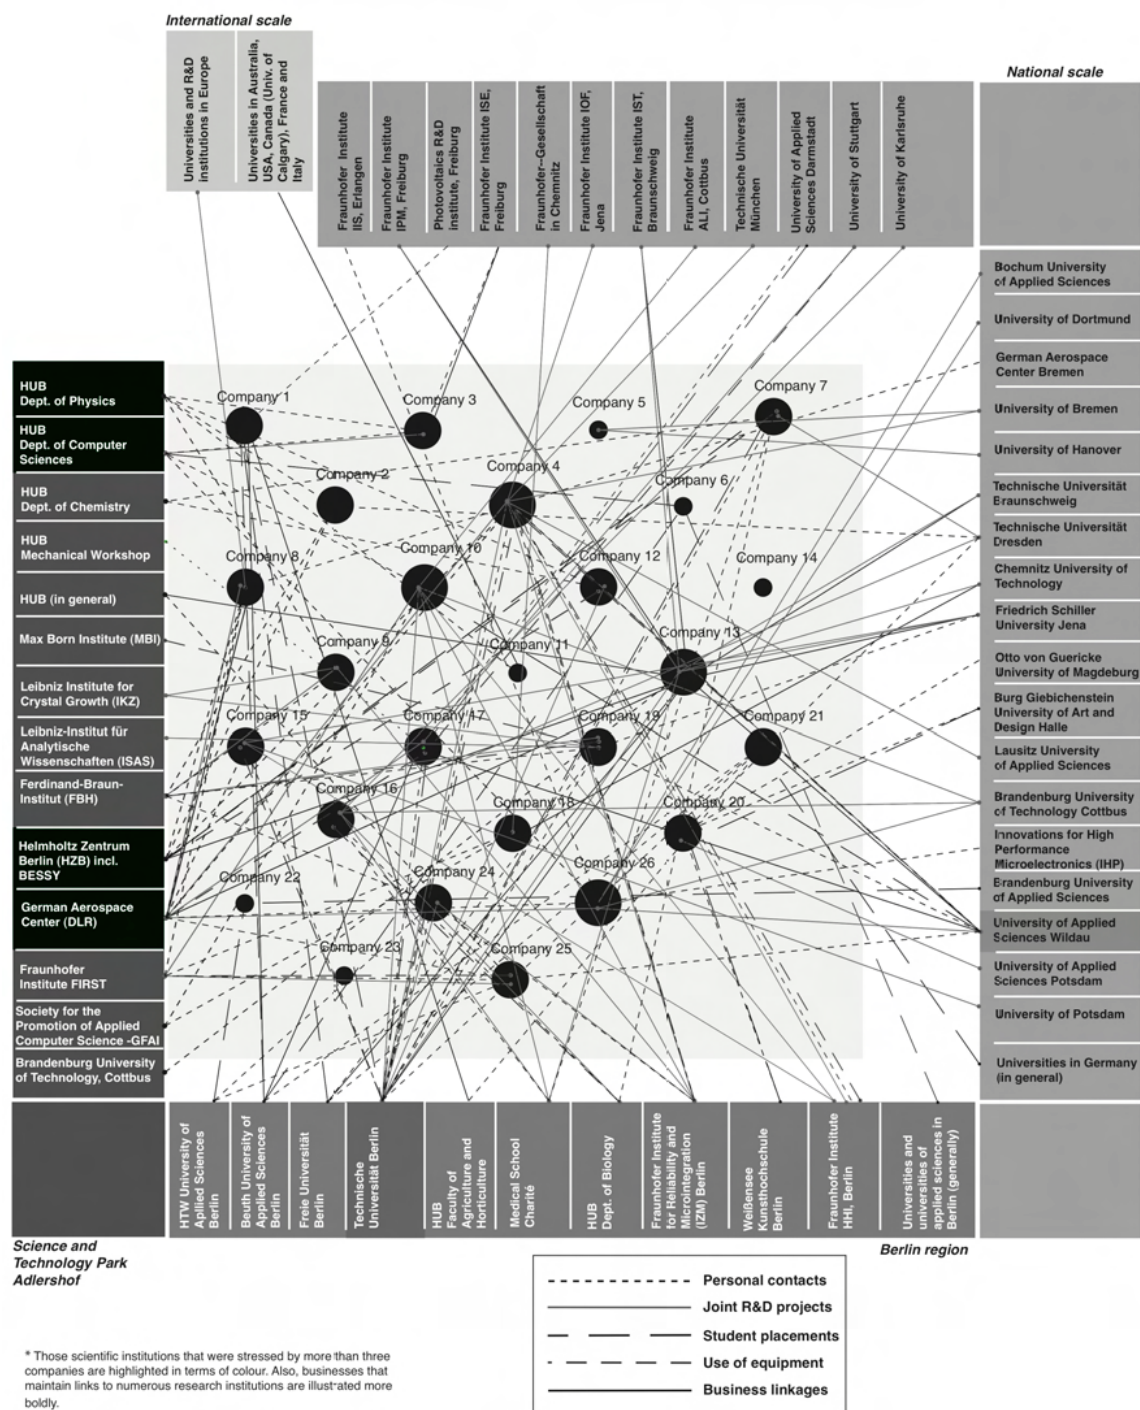 International scale
Universities and R&D
institutions in Europe
Universities in Australia,
USA, Canada (Univ. of
Calgary), France and
Italy
National scale
Fraunhofer Institute
IIS, Erlangen
Fraunhofer Institute
IPM, Freiburg
Photovoltaics R&D
institute, Freiburg
Fraunhofer Institute ISE,
Freiburg
Fraunhofer–Gesellschaft
in Chemnitz
Fraunhofer Institute IOF,
Jena
Fraunhofer Institute IST,
Braunschweig
Fraunhofer Institute
ALI, Cottbus
Technische Universität
München
University of Applied
Sciences Darmstadt
University of Stuttgart
University of Karlsruhe
Bochum University
of Applied Sciences
University of Dortmund
German Aerospace
Center Bremen
University of Bremen
University of Hanover
Technische Universität
Braunschweig
Technische Universität
Dresden
Chemnitz University of
Technology
Friedrich Schiller
University Jena
Otto von Guericke
University of Magdeburg
Burg Giebichenstein
University of Art and
Design Halle
Lausitz University
of Applied Sciences
Brandenburg University
of Technology Cottbus
Innovations for High
Performance
Microelectronics (IHP)
Brandenburg University
of Applied Sciences
University of Applied
Sciences Wildau
University of Applied
Sciences Potsdam
University of Potsdam
Universities in Germany
(in general)
HUB
Dept. of Physics
HUB
Dept. of Computer
Sciences
HUB
Dept. of Chemistry
HUB
Mechanical Workshop
HUB (in general)
Max Born Institute (MBI)
Leibniz Institute for
Crystal Growth (IKZ)
Leibniz-Institut für
Analytische
Wissenschaften (ISAS)
Ferdinand-Braun-
Institut (FBH)
Helmholtz Zentrum
Berlin (HZB) incl.
BESSY
German Aerospace
Center (DLR)
Fraunhofer
Institute FIRST
Society for the
Promotion of Applied
Computer Science -GFAI
Brandenburg University
of Technology, Cottbus
Company 1
Company 3
Company 5
Company 7
Company 2
Company 4
Company 6
Company 8
Company 10
Company 12
Company 14
Company 9
Company 11
Company 13
Company 15
Company 17
Company 19
Company 21
Company 16
Company 18
Company 20
Company 22
Company 24
Company 26
Company 23
Company 25
HTW University of
Apllied Sciences
Berlin
Beuth University of
Applied Sciences
Berlin
Freie Universität
Berlin
Technische
Universität Berlin
HUB
Faculty of
Agriculture and
Horticulture
Medical School
Charité
HUB
Dept. of Biology
Fraunhofer Institute
for Reliability and
Microintegration
(IZM) Berlin
Weißensee
Kunsthochschule
Berlin
Fraunhofer Institute
HHI, Berlin
Universities and
universities of
applied sciences in
Berlin (generally)
Science and
Technology Park
Adlershof
Berlin region
Personal contacts
Joint R&D projects
Student placements
Use of equipment
Business linkages
* Those scientific institutions that were stressed by more than three
companies are highlighted in terms of colour. Also, businesses that
maintain links to numerous research institutions are illustrated more
boldly.